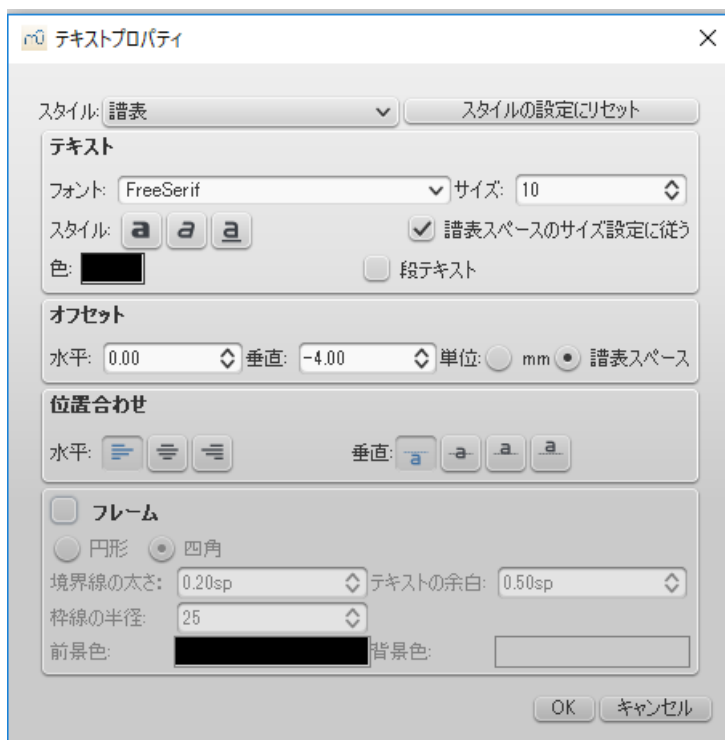 テキストプロパティ
スタイル: 譜表 スタイルの設定にリセット
テキスト
フォント: FreeSerif サイズ: 10
スタイル: a a a 譜表スペースのサイズ設定に従う
色: 段テキスト
オフセット
水平: 0.00 垂直: -4.00 単位: mm 譜表スペース
位置合わせ
水平: 垂直: a a a a
フレーム
円形 四角
境界線の太さ: 0.20sp テキストの余白: 0.50sp
枠線の半径: 25
前景色: 背景色:
OK キャンセル